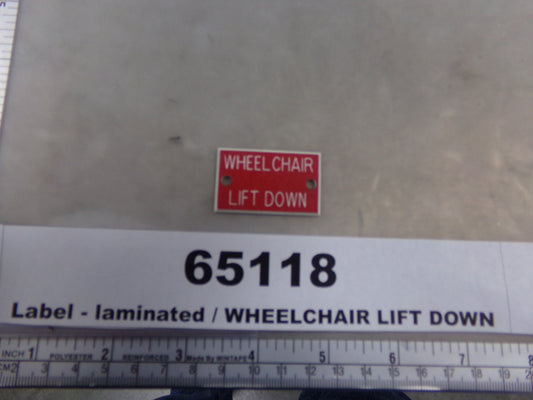 WHEELCHAIR
LIFT DOWN
65118
Label - laminated / WHEELCHAIR LIFT DOWN
INCH 1 POLYESTER 2 REINFORCED 3 Made By WINTAPE 4 5 6 7 8
CM 2 3 4 5 6 7 8 9 10 11 12 13 14 15 16 17 18 19 20